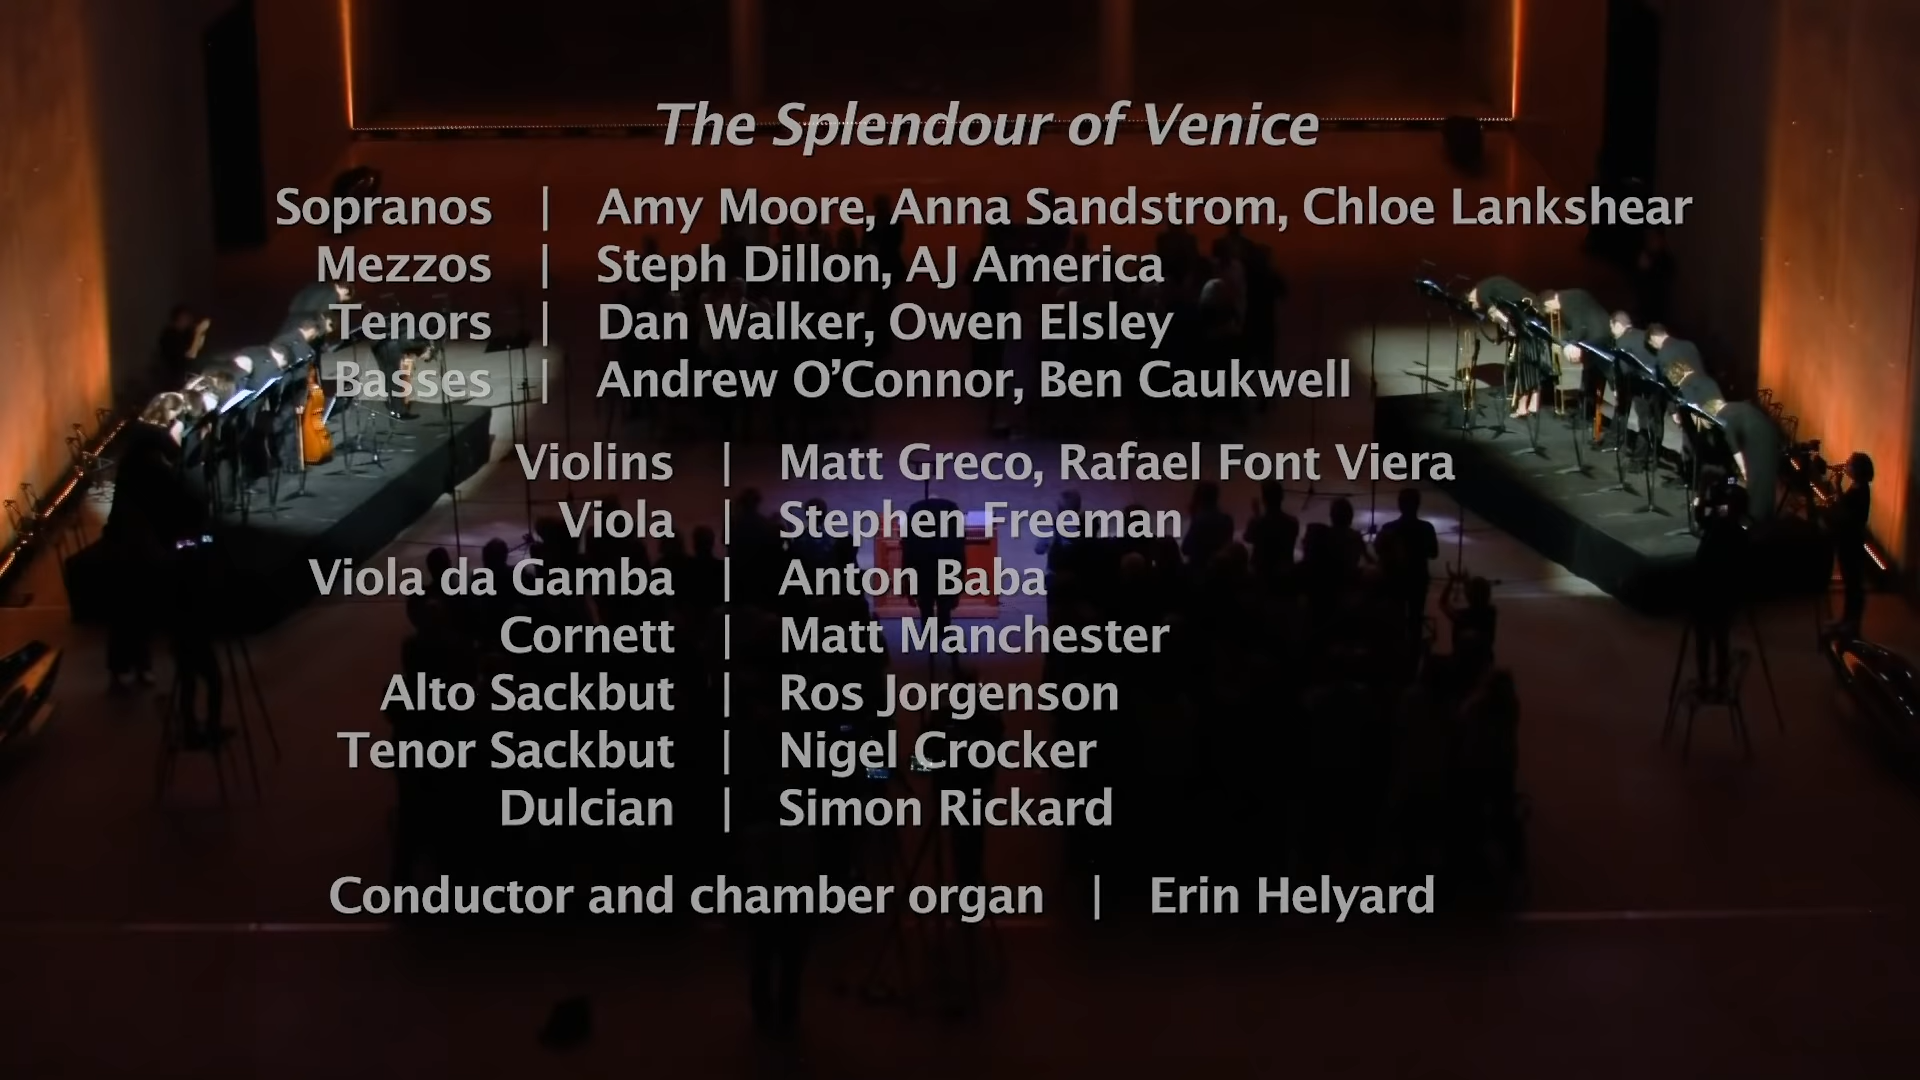 The Splendour of Venice
Sopranos | Amy Moore, Anna Sandstrom, Chloe Lankshear
Mezzos | Steph Dillon, AJ America
Tenors | Dan Walker, Owen Elsley
Basses | Andrew O’Connor, Ben Caukwell
Violins | Matt Greco, Rafael Font Viera
Viola | Stephen Freeman
Viola da Gamba | Anton Baba
Cornett | Matt Manchester
Alto Sackbut | Ros Jorgenson
Tenor Sackbut | Nigel Crocker
Dulcian | Simon Rickard
Conductor and chamber organ | Erin Helyard